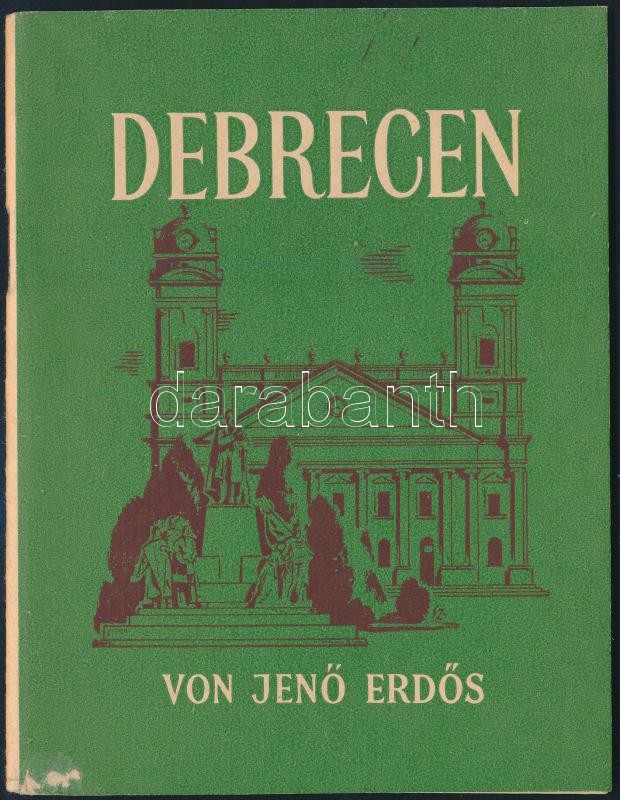 DEBRECEN
darabanth
VON JENŐ ERDŐS